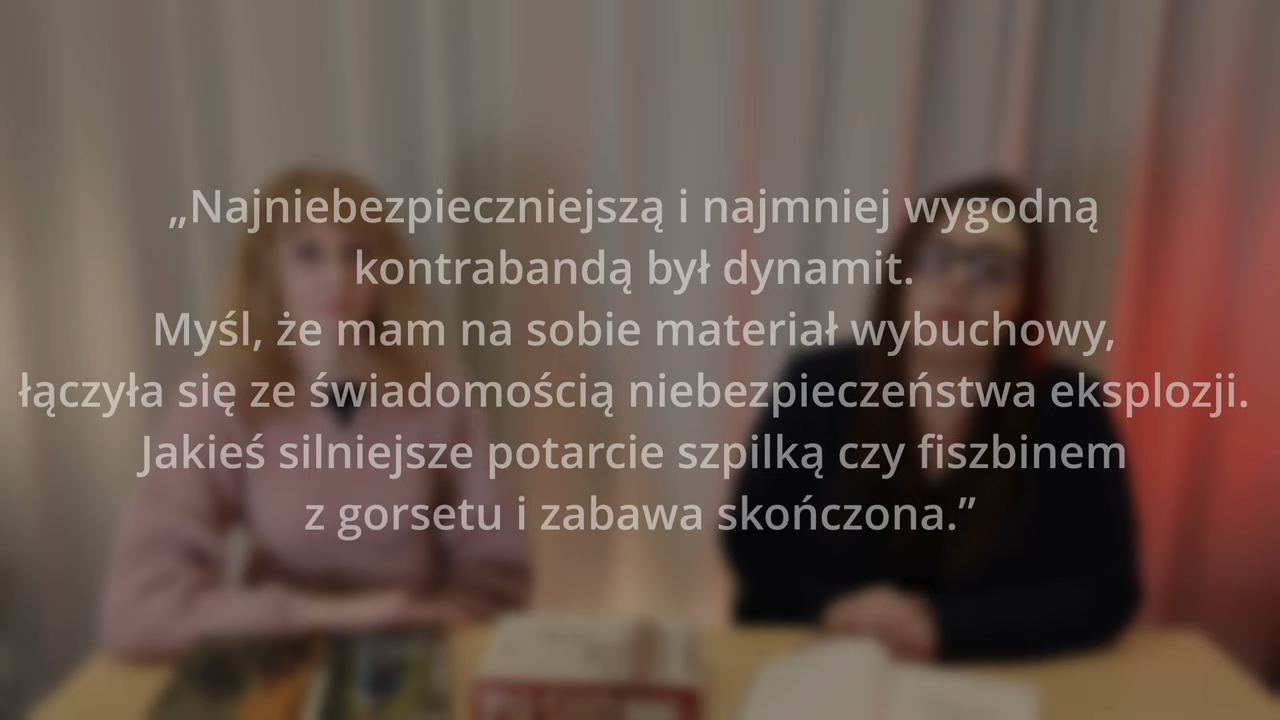 „Najniebezpieczniejszą i najmniej wygodną
kontrabandą był dynamit.
Myśl, że mam na sobie materiał wybuchowy,
łączyła się ze świadomością niebezpieczeństwa eksplozji.
Jakieś silniejsze potarcie szpilką czy fiszbinem
z gorsetu i zabawa skończona.”